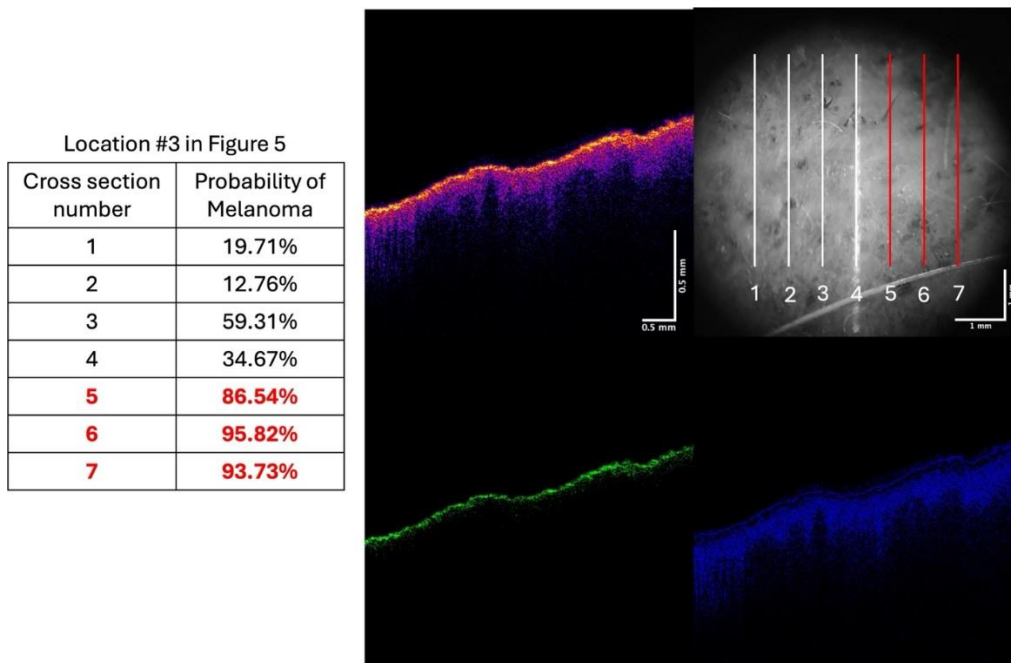 Location #3 in Figure 5
Cross section number Probability of Melanoma
1 19.71%
2 12.76%
3 59.31%
4 34.67%
5 86.54%
6 95.82%
7 93.73%
0.5 mm
0.5 mm
1 2 3 4 5 6 7
1 mm
1 mm